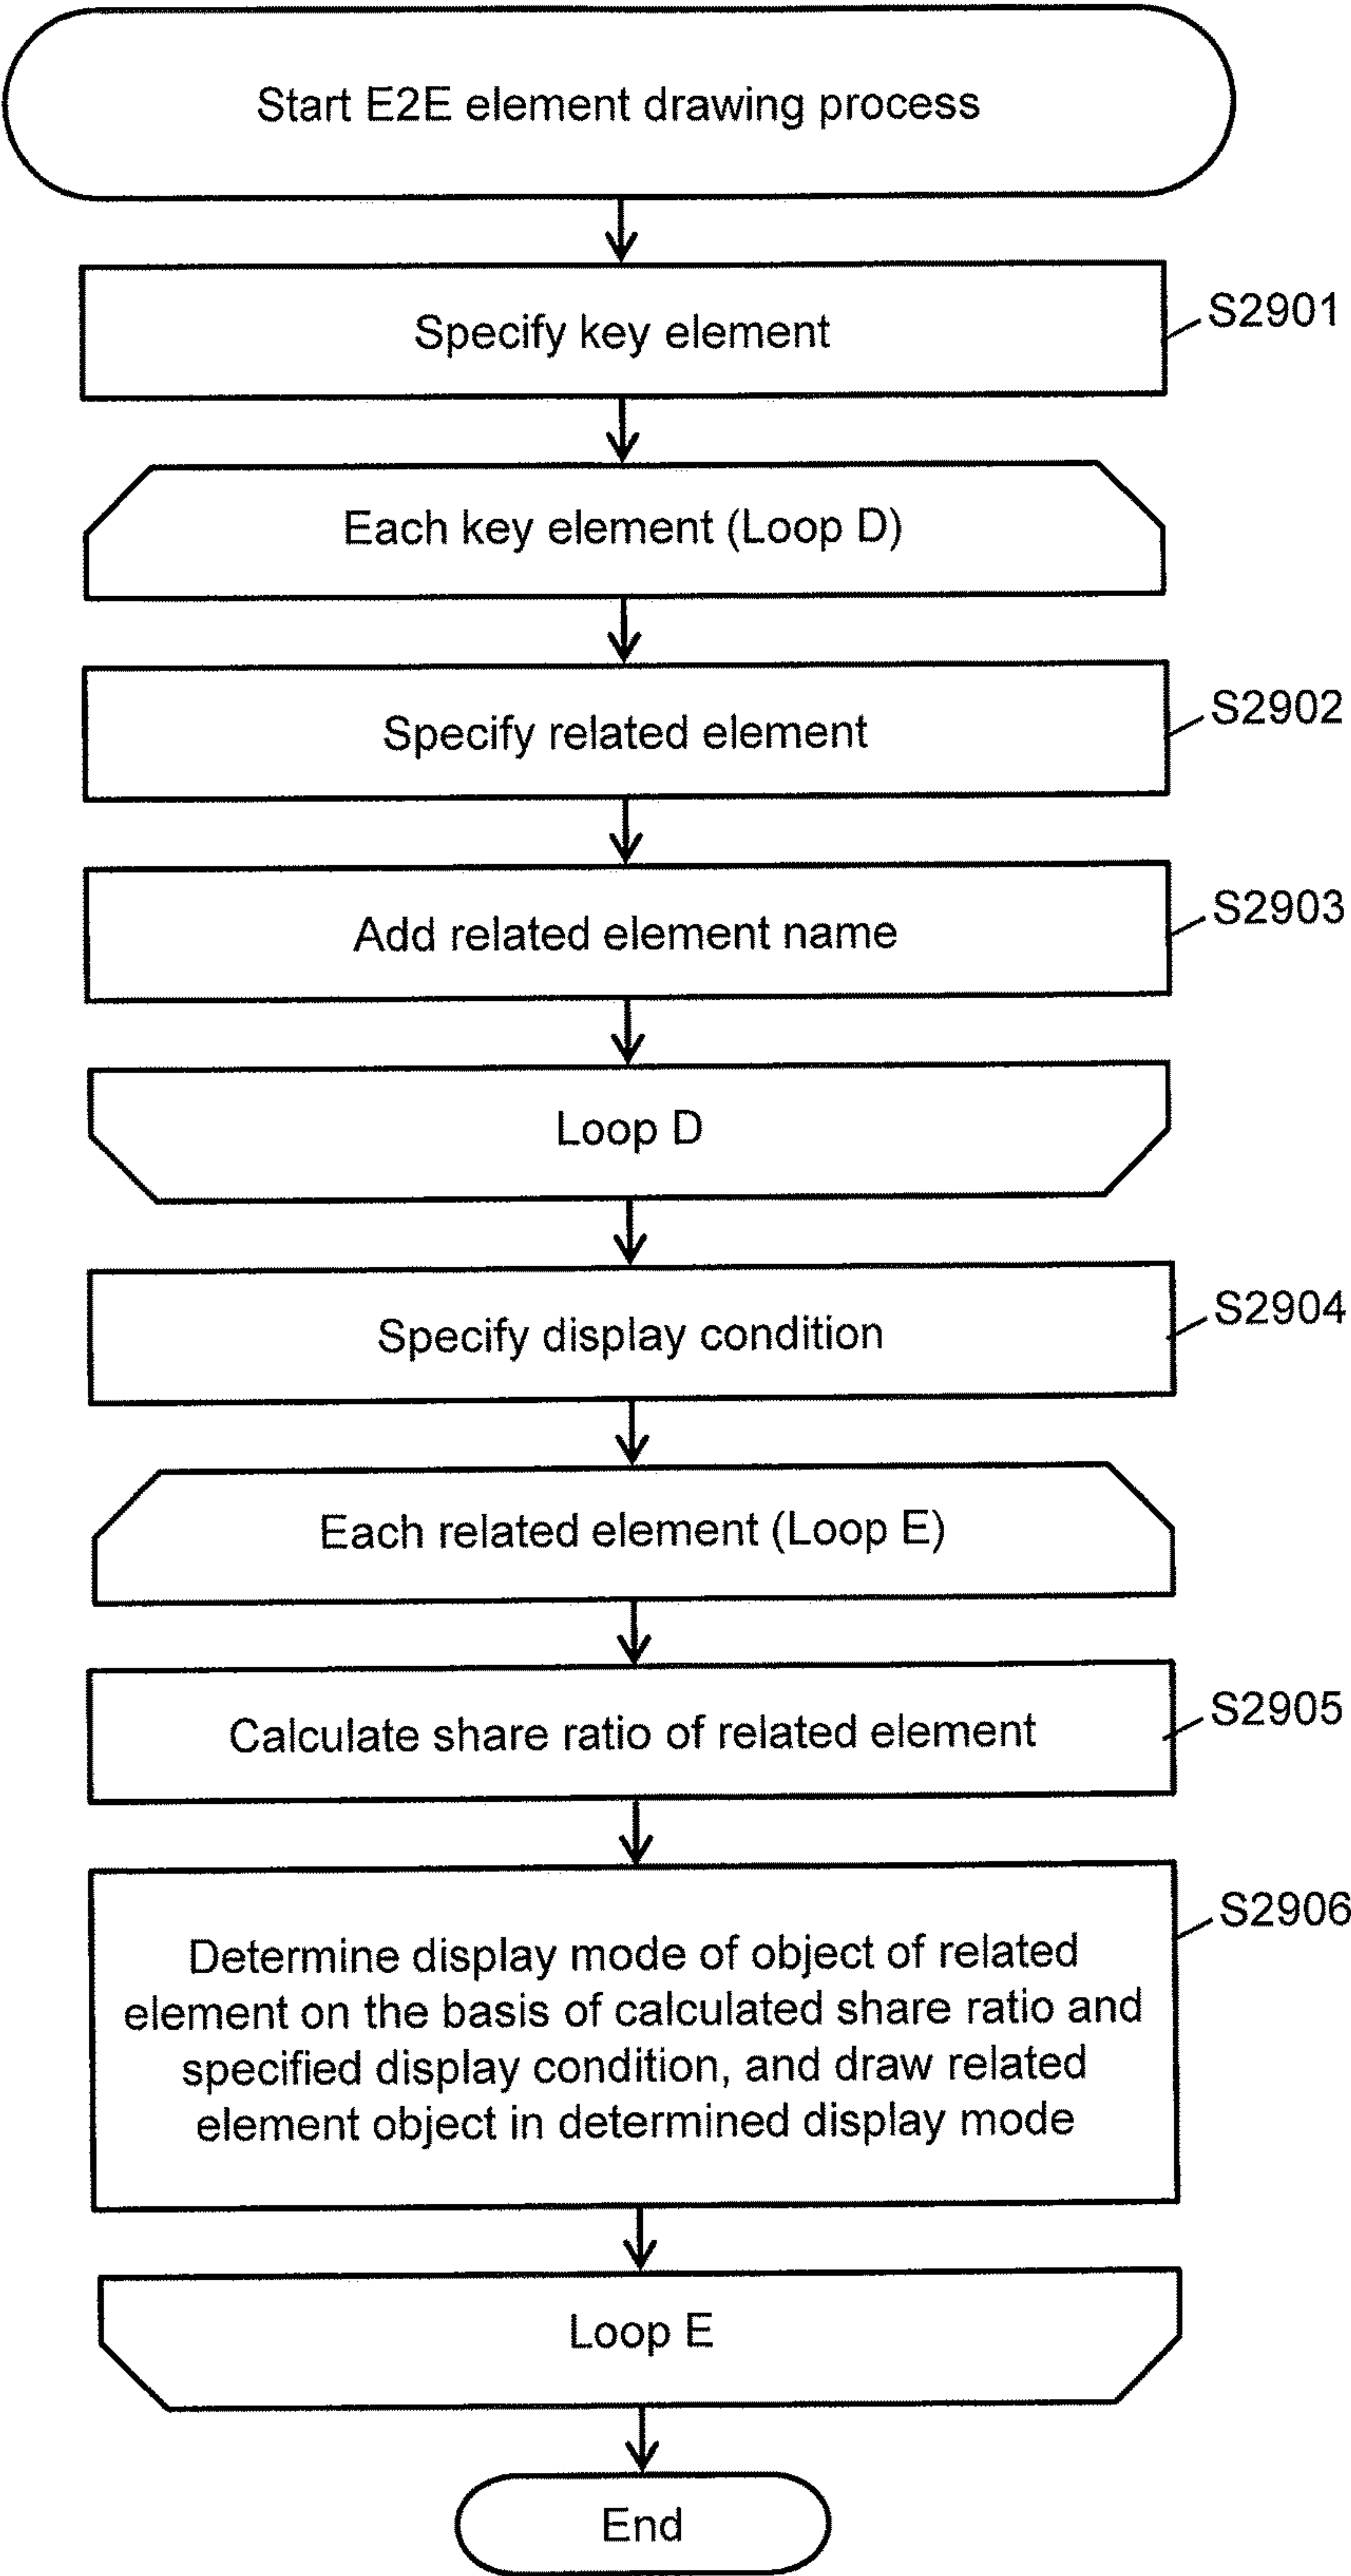 Start E2E element drawing process
Specify key element
S2901
Each key element (Loop D)
Specify related element
S2902
Add related element name
S2903
Loop D
Specify display condition
S2904
Each related element (Loop E)
Calculate share ratio of related element
S2905
Determine display mode of object of related
element on the basis of calculated share ratio and
specified display condition, and draw related
element object in determined display mode
S2906
Loop E
End